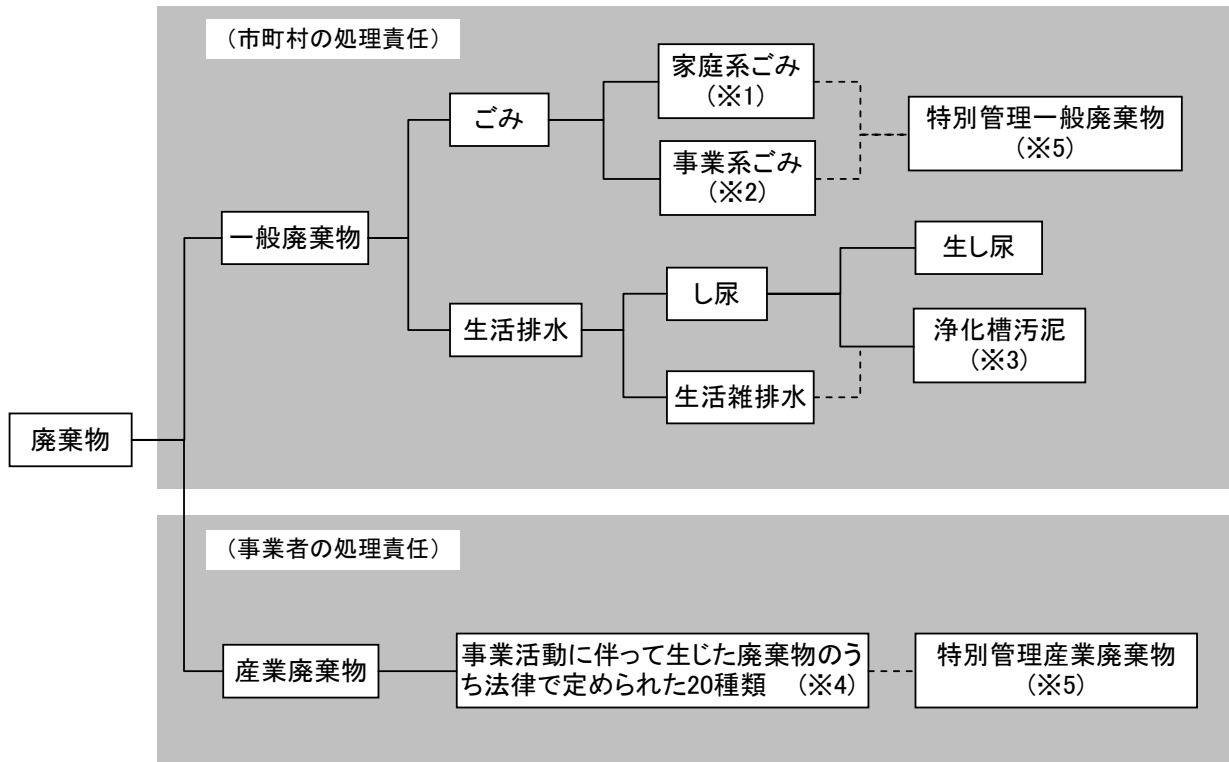 (市町村の処理責任)
家庭系ごみ
(※1)
ごみ
特別管理一般廃棄物
(※5)
事業系ごみ
(※2)
一般廃棄物
生し尿
し尿
生活排水
浄化槽汚泥
(※3)
生活雑排水
廃棄物
(事業者の処理責任)
産業廃棄物
事業活動に伴って生じた廃棄物のう
ち法律で定められた20種類 (※4)
特別管理産業廃棄物
(※5)